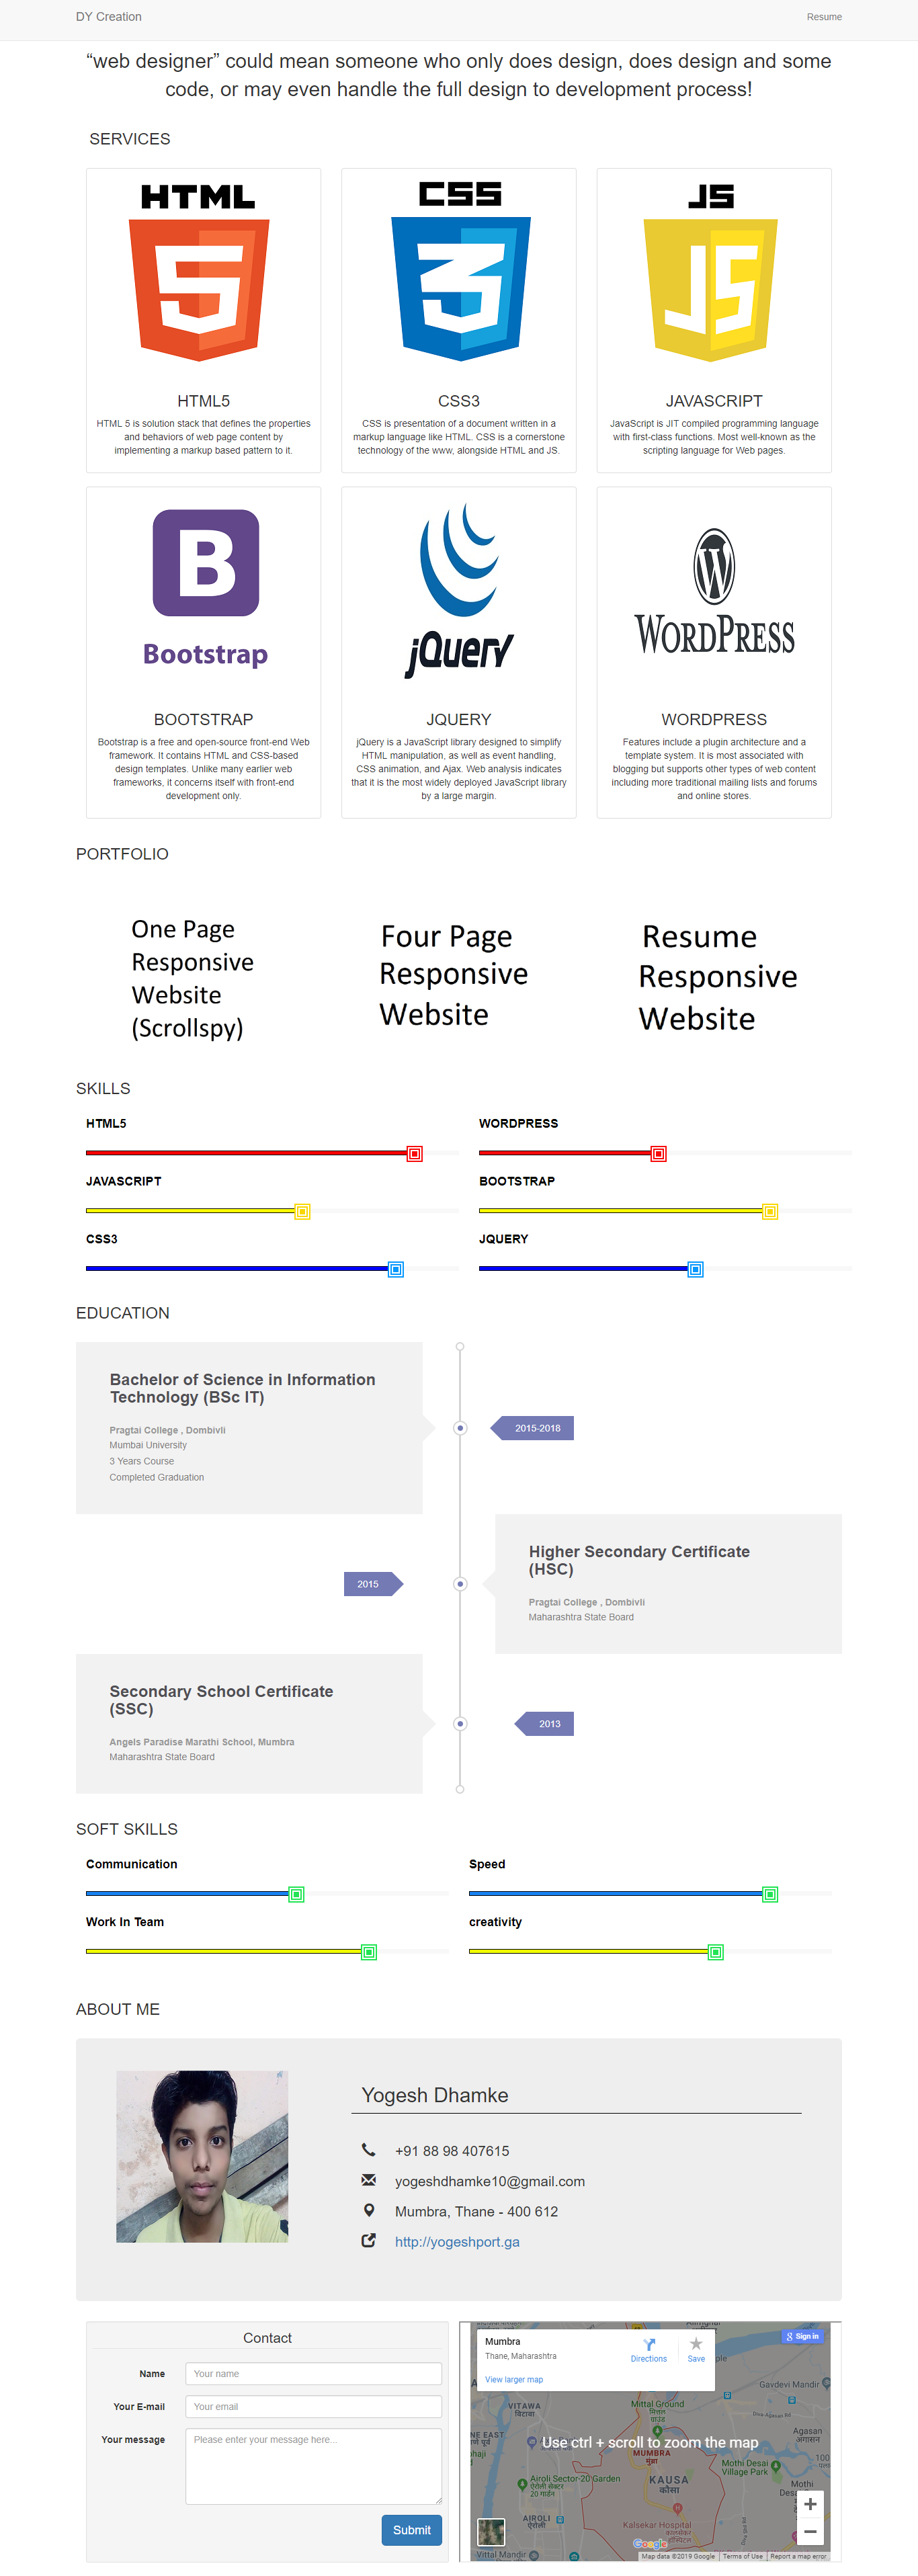 DY Creation
Resume
“web designer” could mean someone who only does design, does design and some
code, or may even handle the full design to development process!
SERVICES
HTML
5
HTML5
HTML 5 is solution stack that defines the properties
and behaviors of web page content by
implementing a markup based pattern to it.
CSS
3
CSS3
CSS is presentation of a document written in a
markup language like HTML. CSS is a cornerstone
technology of the www, alongside HTML and JS.
JS
JS
JAVASCRIPT
JavaScript is JIT compiled programming language
with first-class functions. Most well-known as the
scripting language for Web pages.
B
Bootstrap
BOOTSTRAP
Bootstrap is a free and open-source front-end Web
framework. It contains HTML and CSS-based
design templates. Unlike many earlier web
frameworks, it concerns itself with front-end
development only.
jQuery
JQUERY
jQuery is a JavaScript library designed to simplify
HTML manipulation, as well as event handling,
CSS animation, and Ajax. Web analysis indicates
that it is the most widely deployed JavaScript library
by a large margin.
W
WORDPRESS
WORDPRESS
Features include a plugin architecture and a
template system. It is most associated with
blogging but supports other types of web content
including more traditional mailing lists and forums
and online stores.
PORTFOLIO
One Page
Responsive
Website
(Scrollspy)
Four Page
Responsive
Website
Resume
Responsive
Website
SKILLS
HTML5
WORDPRESS
JAVASCRIPT
BOOTSTRAP
CSS3
JQUERY
EDUCATION
Bachelor of Science in Information
Technology (BSc IT)
Pragtai College , Dombivli
Mumbai University
3 Years Course
Completed Graduation
2015-2018
Higher Secondary Certificate
(HSC)
Pragtai College , Dombivli
Maharashtra State Board
2015
Secondary School Certificate
(SSC)
Angels Paradise Marathi School, Mumbra
Maharashtra State Board
2013
SOFT SKILLS
Communication
Speed
Work In Team
creativity
ABOUT ME
Yogesh Dhamke
+91 88 98 407615
yogeshdhamke10@gmail.com
Mumbra, Thane - 400 612
http://yogeshport.ga
Contact
Name
Your name
Your E-mail
Your email
Your message
Please enter your message here...
Submit
Mumbra
Thane, Maharashtra
View larger map
Directions
Save
Sign in
Gavdevi Mandir
VITAWA
विटावा
Mittal Ground
Agasan
आगासन
Use ctrl + scroll to zoom the map
MUMBRA
मुंब्रा
Mothi Desai
Village Park
Airoli Sector-20 Garden
KAUSA
कौसा
AIROLI
ऐरोली
Kalsekar Hospital
Vittal Mandir
Google
Map data ©2019 Google
Terms of Use
Report a map error